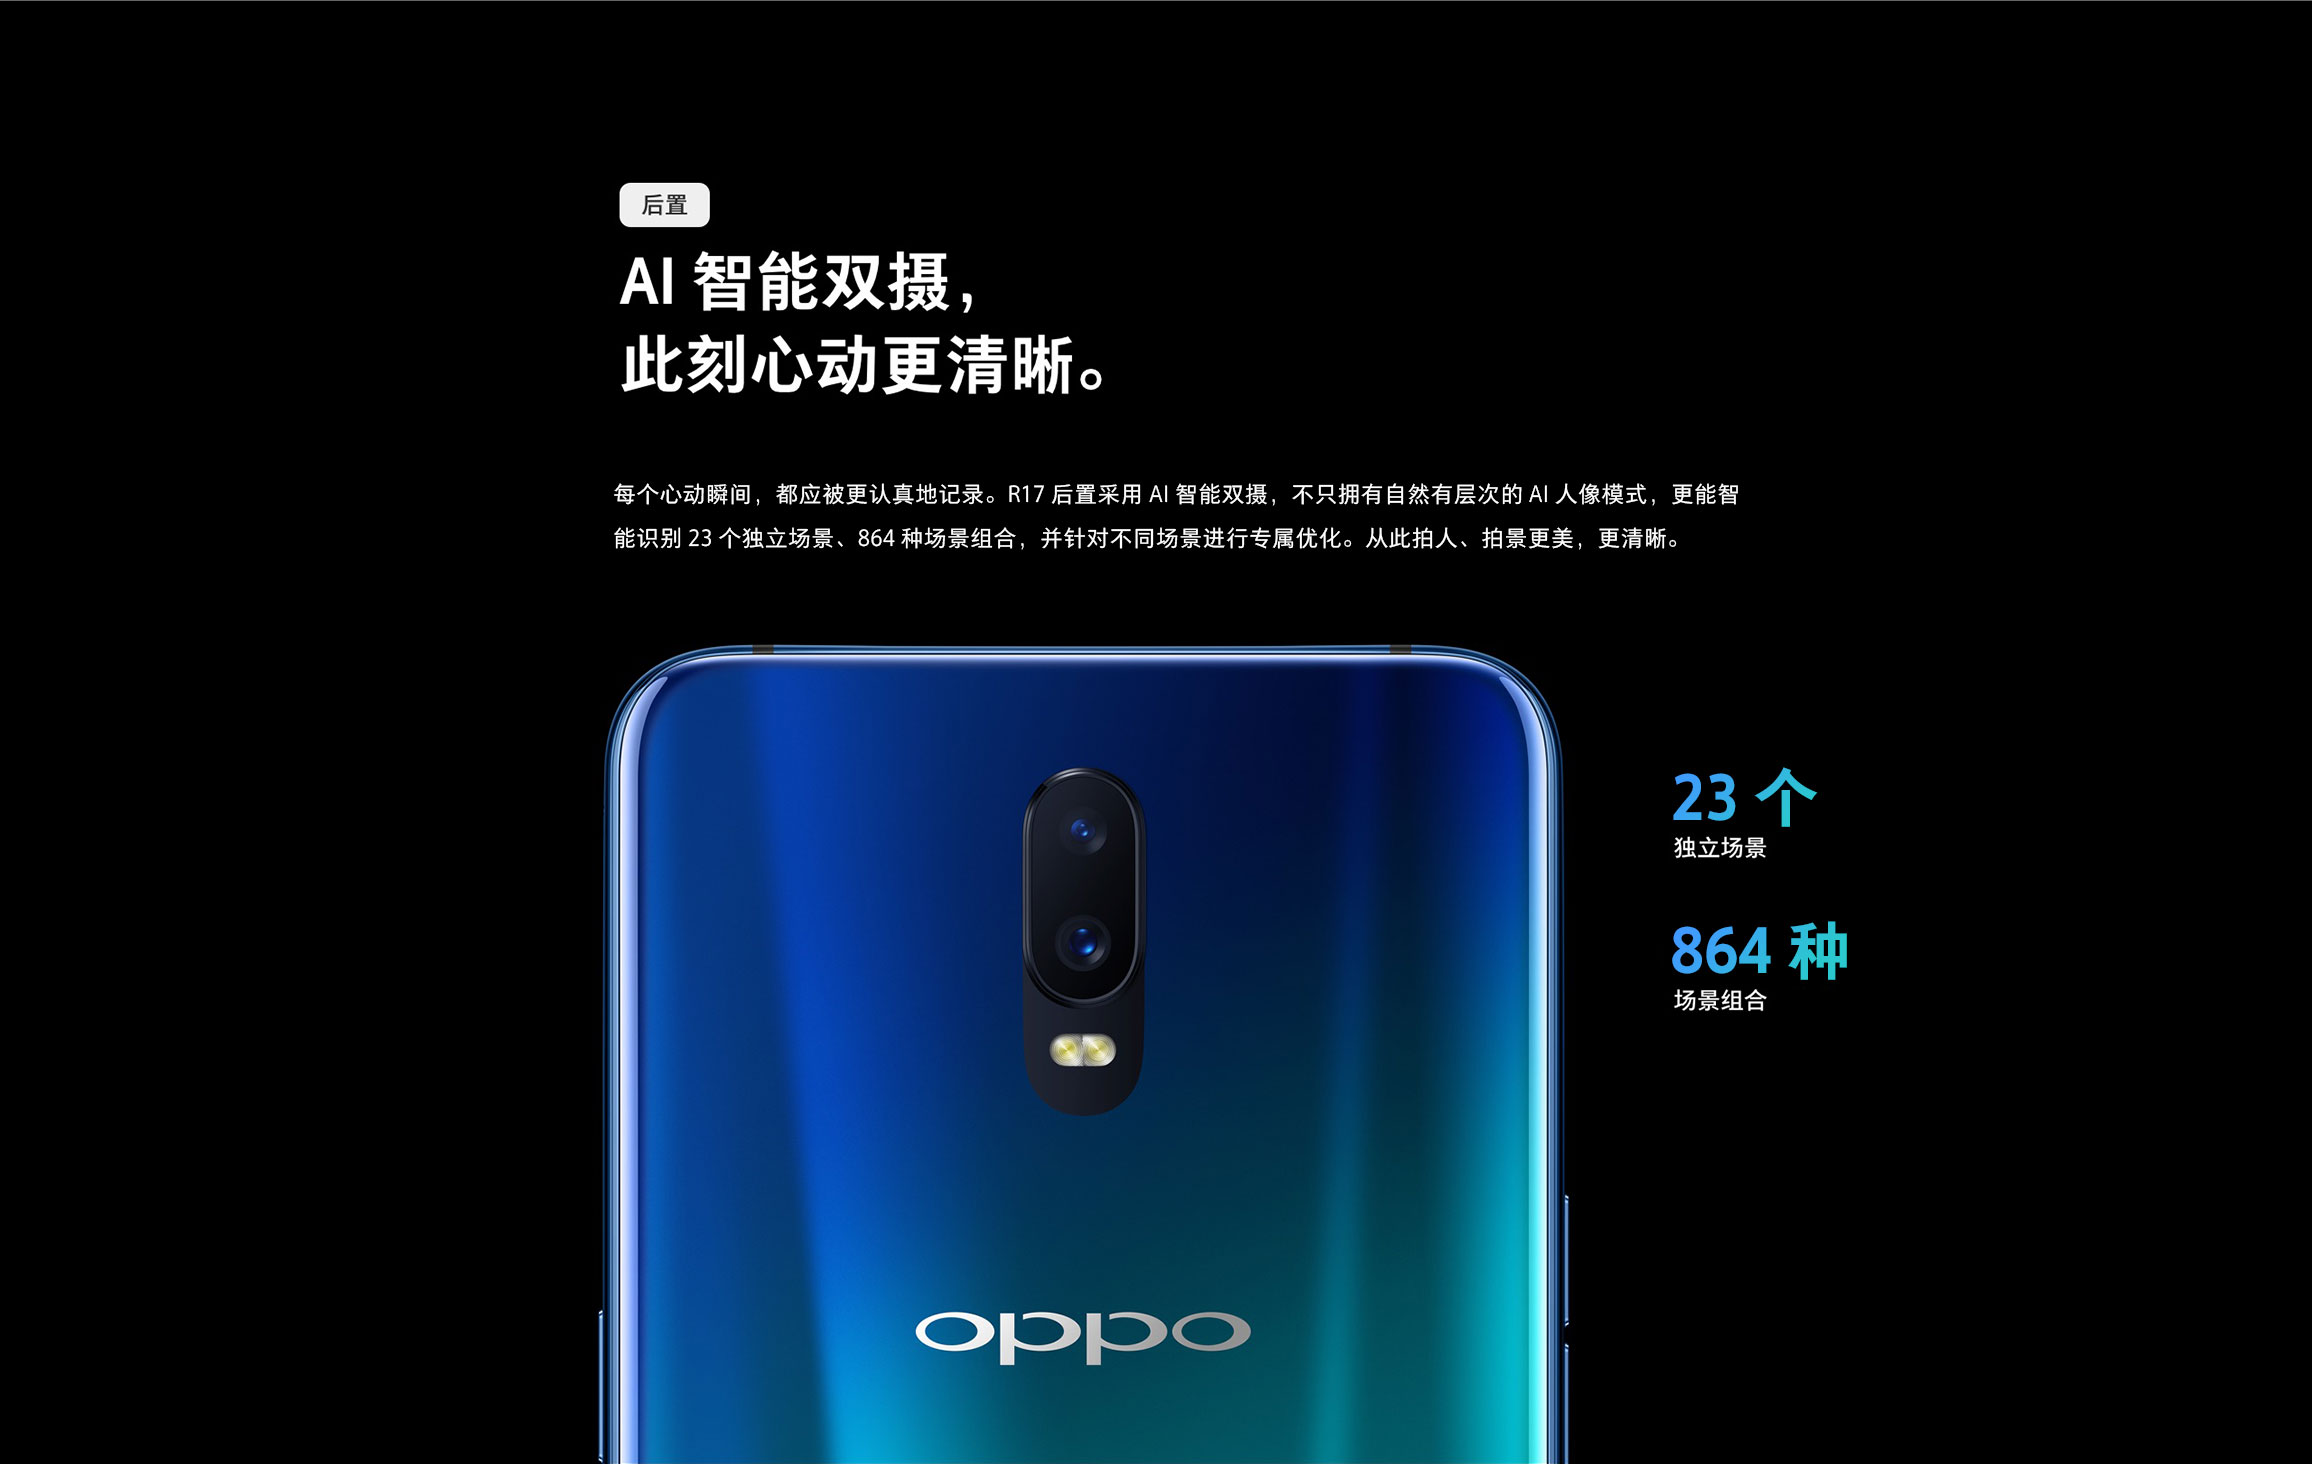 后置
AI 智能双摄，
此刻心动更清晰。
每个心动瞬间，都应被更认真地记录。R17 后置采用 AI 智能双摄，不只拥有自然有层次的 AI 人像模式，更能智
能识别 23 个独立场景、864 种场景组合，并针对不同场景进行专属优化。从此拍人、拍景更美，更清晰。
23 个
独立场景
864 种
场景组合
oppo